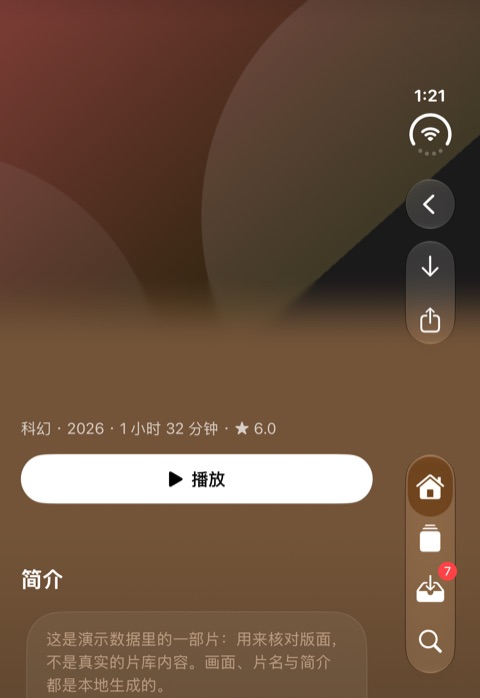 1:21
科幻 · 2026 · 1 小时 32 分钟 · ★ 6.0
播放
简介
7
这是演示数据里的一部片：用来核对版面，
不是真实的片库内容。画面、片名与简介
都是本地生成的。